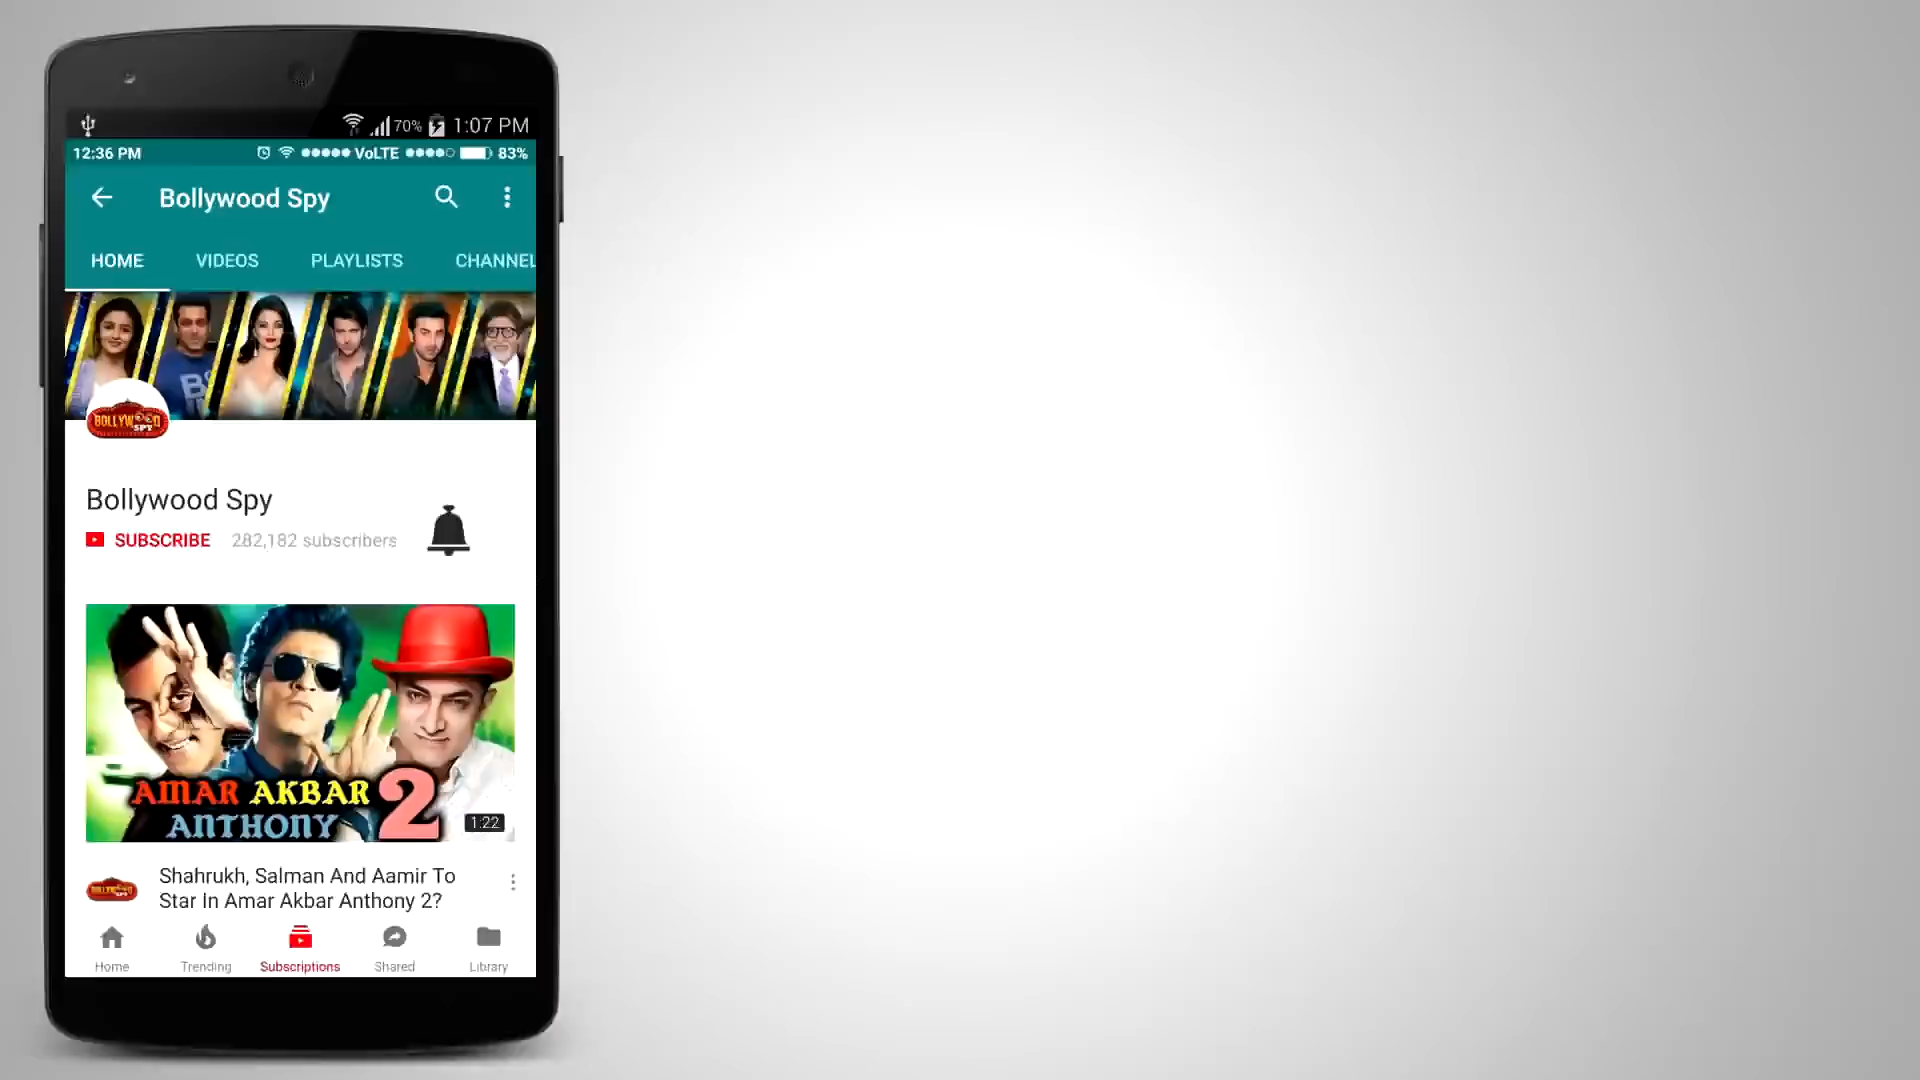 70% 1:07 PM
12:36 PM VoLTE 83%
Bollywood Spy
HOME VIDEOS PLAYLISTS CHANNEL
BOLLYWOOD
SPY
Bollywood Spy
SUBSCRIBE 282,182 subscribers
AMAR AKBAR 2
ANTHONY
1:22
Shahrukh, Salman And Aamir To
Star In Amar Akbar Anthony 2?
Home Trending Subscriptions Shared Library